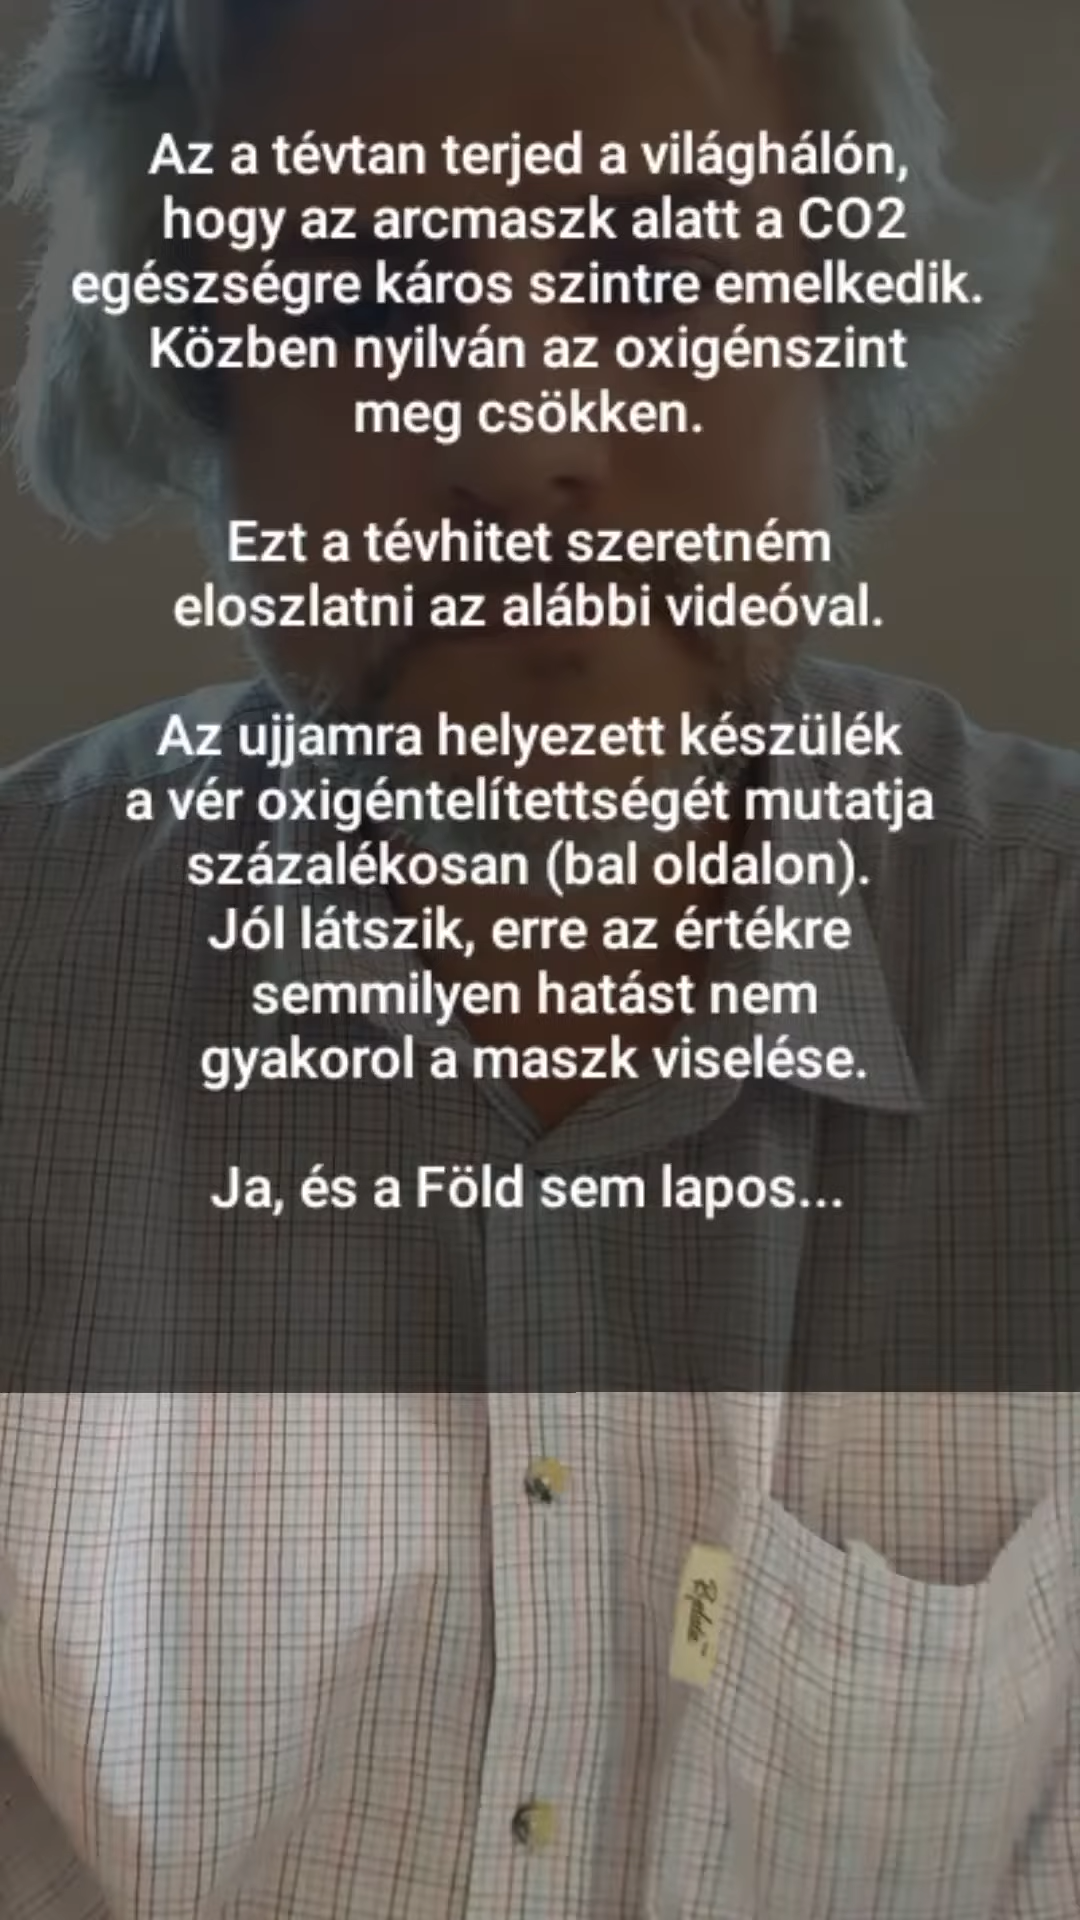 Az a tévtan terjed a világhálón,
hogy az arcmaszk alatt a CO2
egészségre káros szintre emelkedik.
Közben nyilván az oxigénszint
meg csökken.
Ezt a tévhitet szeretném
eloszlatni az alábbi videóval.
Az ujjamra helyezett készülék
a vér oxigéntelítettségét mutatja
százalékosan (bal oldalon).
Jól látszik, erre az értékre
semmilyen hatást nem
gyakorol a maszk viselése.
Ja, és a Föld sem lapos...